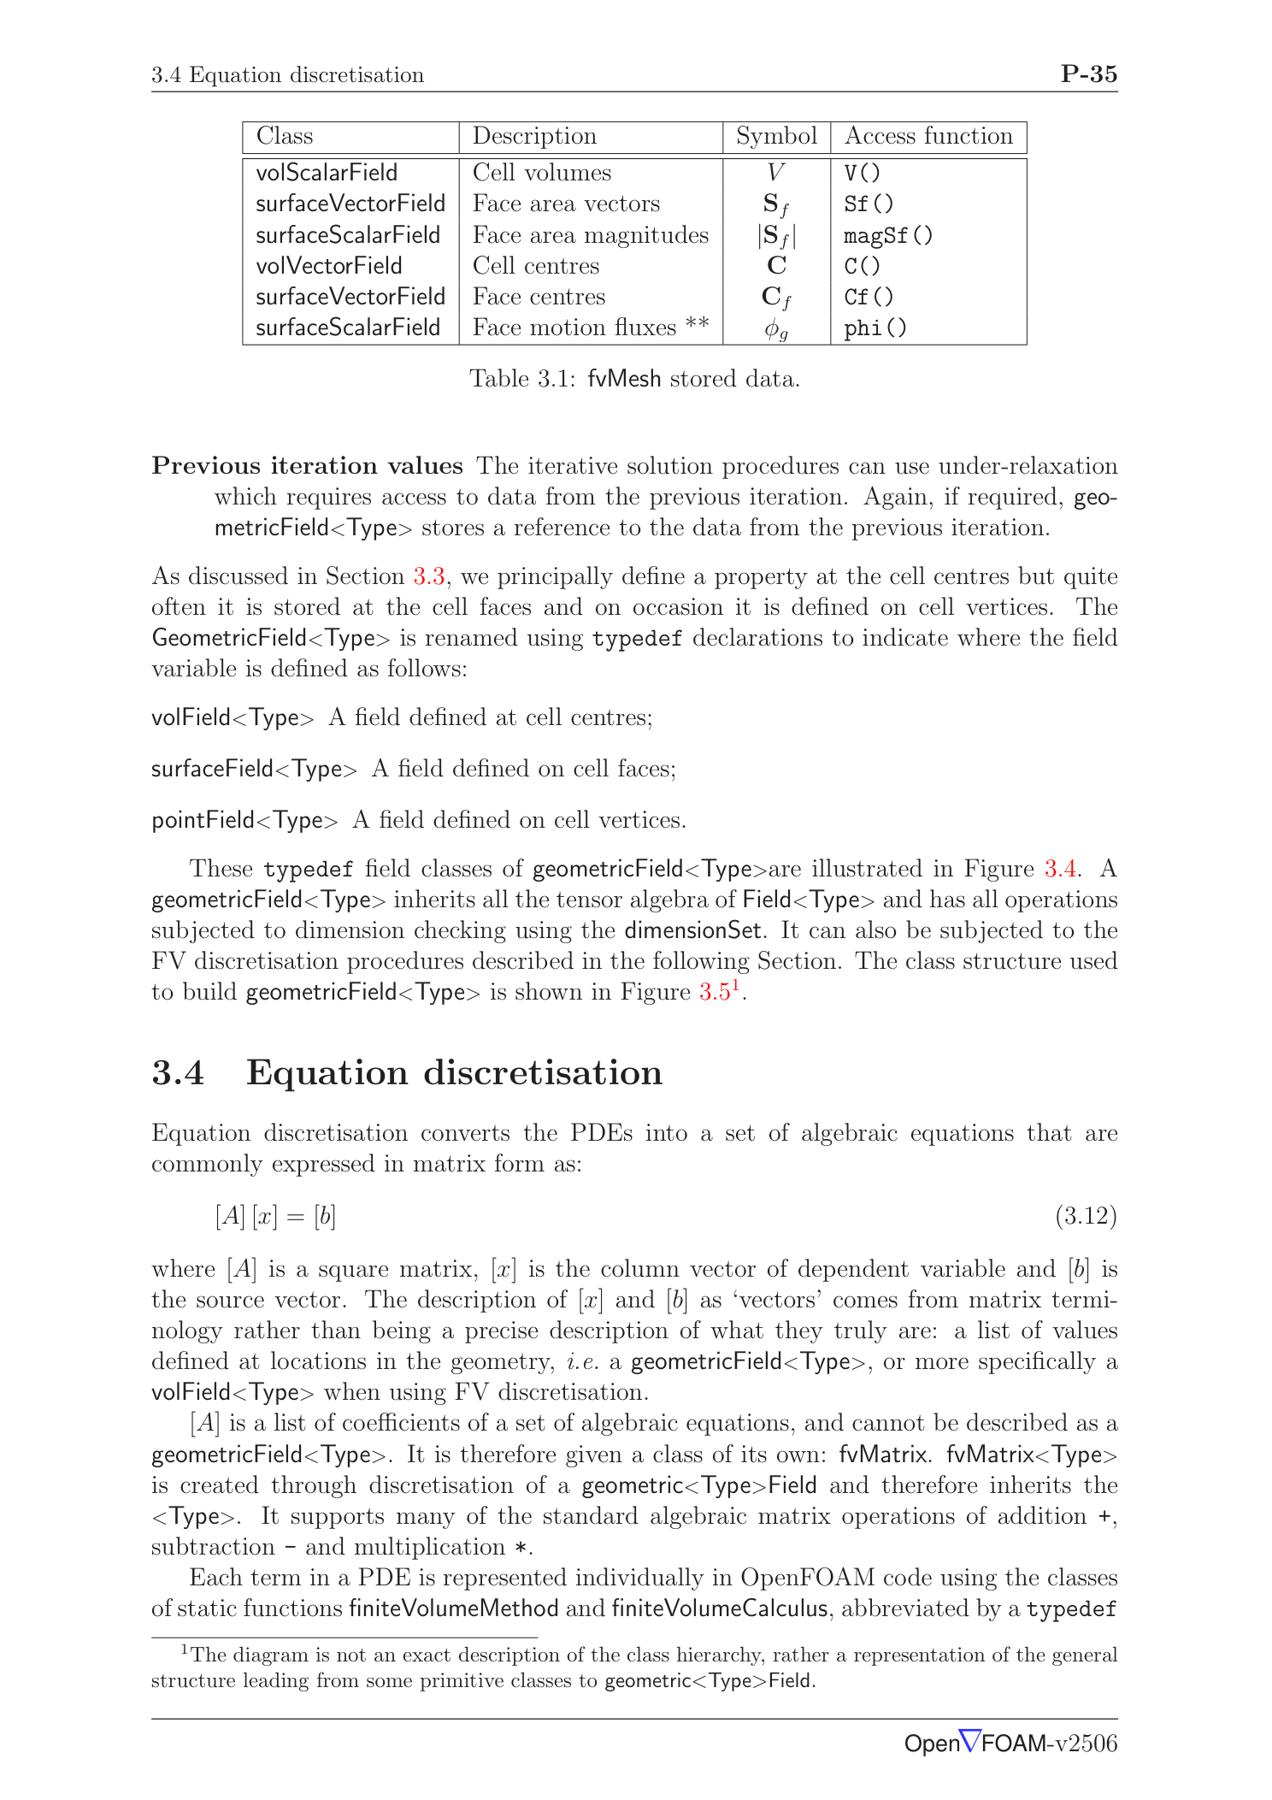 3.4 Equation discretisation P-35
Class Description Symbol Access function
volScalarField Cell volumes V V()
surfaceVectorField Face area vectors S_f Sf()
surfaceScalarField Face area magnitudes |S_f| magSf()
volVectorField Cell centres C C()
surfaceVectorField Face centres C_f Cf()
surfaceScalarField Face motion fluxes ** ϕ_g phi()
Table 3.1: fvMesh stored data.
Previous iteration values The iterative solution procedures can use under-relaxation
which requires access to data from the previous iteration. Again, if required, geo-
metricField<Type> stores a reference to the data from the previous iteration.
As discussed in Section 3.3, we principally define a property at the cell centres but quite
often it is stored at the cell faces and on occasion it is defined on cell vertices. The
GeometricField<Type> is renamed using typedef declarations to indicate where the field
variable is defined as follows:
volField<Type> A field defined at cell centres;
surfaceField<Type> A field defined on cell faces;
pointField<Type> A field defined on cell vertices.
These typedef field classes of geometricField<Type>are illustrated in Figure 3.4. A
geometricField<Type> inherits all the tensor algebra of Field<Type> and has all operations
subjected to dimension checking using the dimensionSet. It can also be subjected to the
FV discretisation procedures described in the following Section. The class structure used
to build geometricField<Type> is shown in Figure 3.5¹.
3.4 Equation discretisation
Equation discretisation converts the PDEs into a set of algebraic equations that are
commonly expressed in matrix form as:
[A] [x] = [b] (3.12)
where [A] is a square matrix, [x] is the column vector of dependent variable and [b] is
the source vector. The description of [x] and [b] as ‘vectors’ comes from matrix termi-
nology rather than being a precise description of what they truly are: a list of values
defined at locations in the geometry, i.e. a geometricField<Type>, or more specifically a
volField<Type> when using FV discretisation.
[A] is a list of coefficients of a set of algebraic equations, and cannot be described as a
geometricField<Type>. It is therefore given a class of its own: fvMatrix. fvMatrix<Type>
is created through discretisation of a geometric<Type>Field and therefore inherits the
<Type>. It supports many of the standard algebraic matrix operations of addition +,
subtraction - and multiplication *.
Each term in a PDE is represented individually in OpenFOAM code using the classes
of static functions finiteVolumeMethod and finiteVolumeCalculus, abbreviated by a typedef
¹The diagram is not an exact description of the class hierarchy, rather a representation of the general
structure leading from some primitive classes to geometric<Type>Field.
Open∇FOAM-v2506